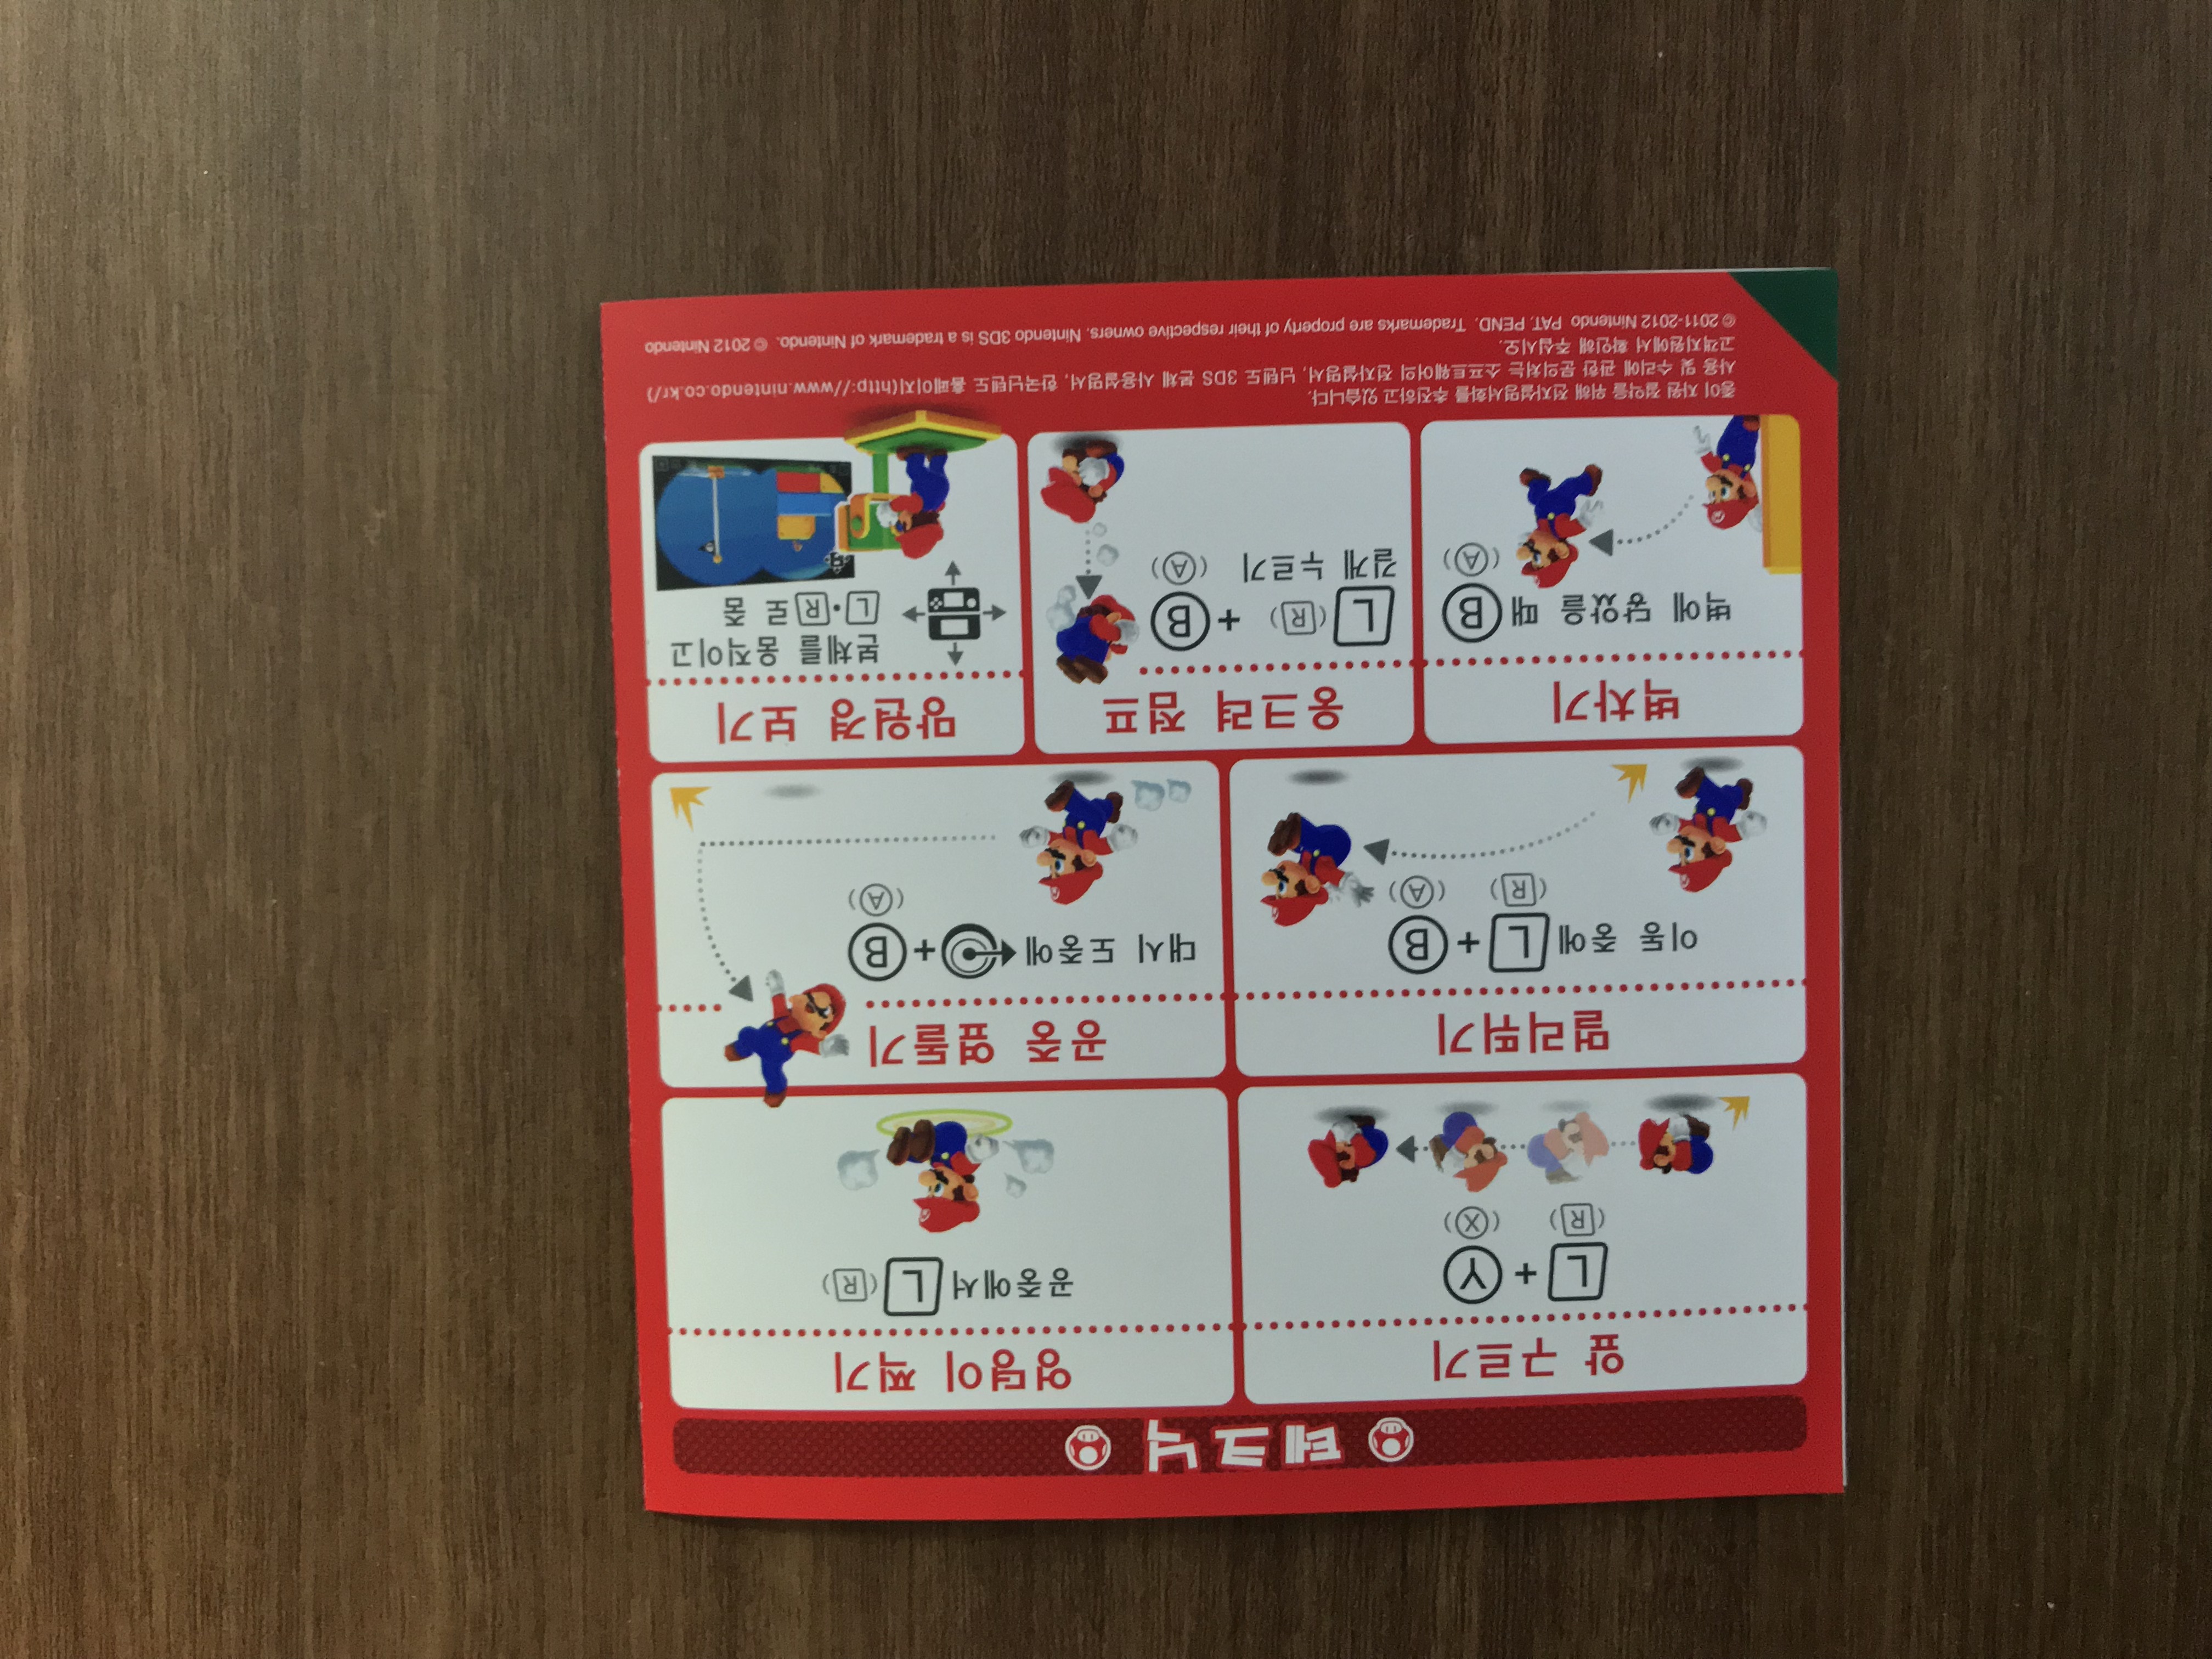 테크닉
앞 구르기
L + Y
(R) (X)
엉덩이 찍기
공중에서 L (R)
멀리뛰기
이동 중에 L + B
(R) (A)
공중 옆돌기
대시 도중에 + B
(A)
벽차기
벽에 닿았을 때 B
(A)
웅크려 점프
L (R) + B
길게 누르기 (A)
망원경 보기
본체를 움직이고
L·R로 줌
종이 자원 절약을 위해 전자설명서화를 추진하고 있습니다.
사용 및 수리에 관한 문의처는 소프트웨어의 전자설명서, 닌텐도 3DS 본체 사용설명서, 한국닌텐도 홈페이지(http://www.nintendo.co.kr/)
고객지원에서 확인해 주십시오.
© 2011-2012 Nintendo PAT. PEND. Trademarks are property of their respective owners. Nintendo 3DS is a trademark of Nintendo. © 2012 Nintendo